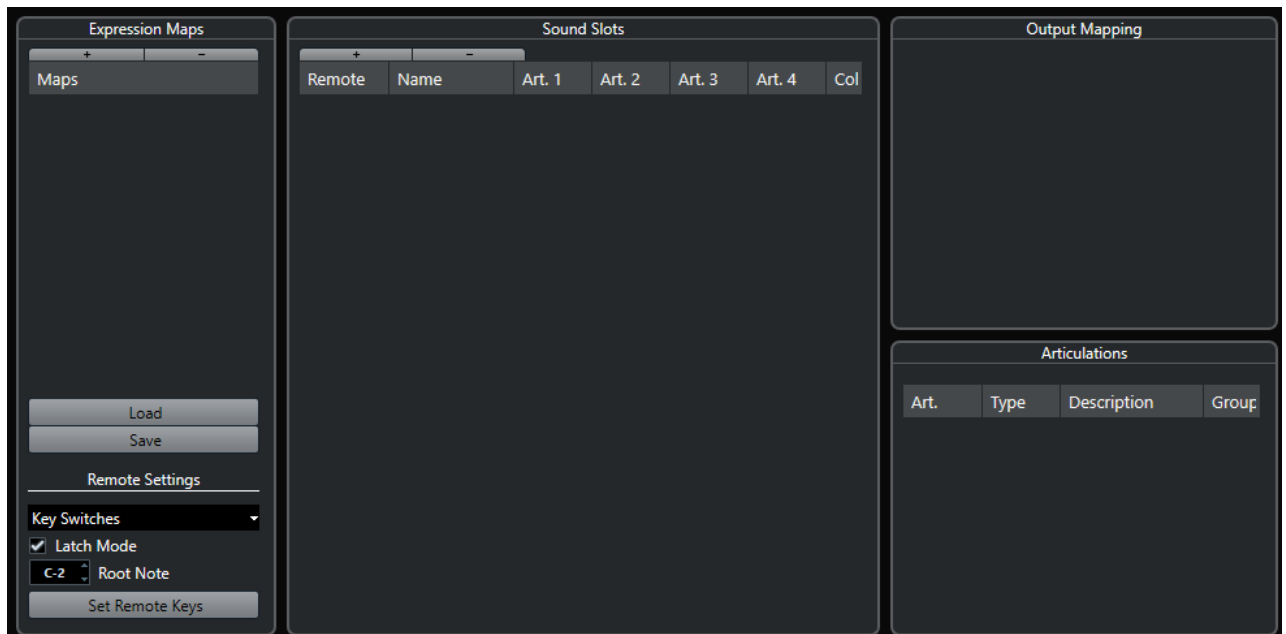 Expression Maps
+ -
Maps
Load
Save
Remote Settings
Key Switches
Latch Mode
C-2 Root Note
Set Remote Keys
Sound Slots
+ -
Remote Name Art. 1 Art. 2 Art. 3 Art. 4 Col
Output Mapping
Articulations
Art. Type Description Group